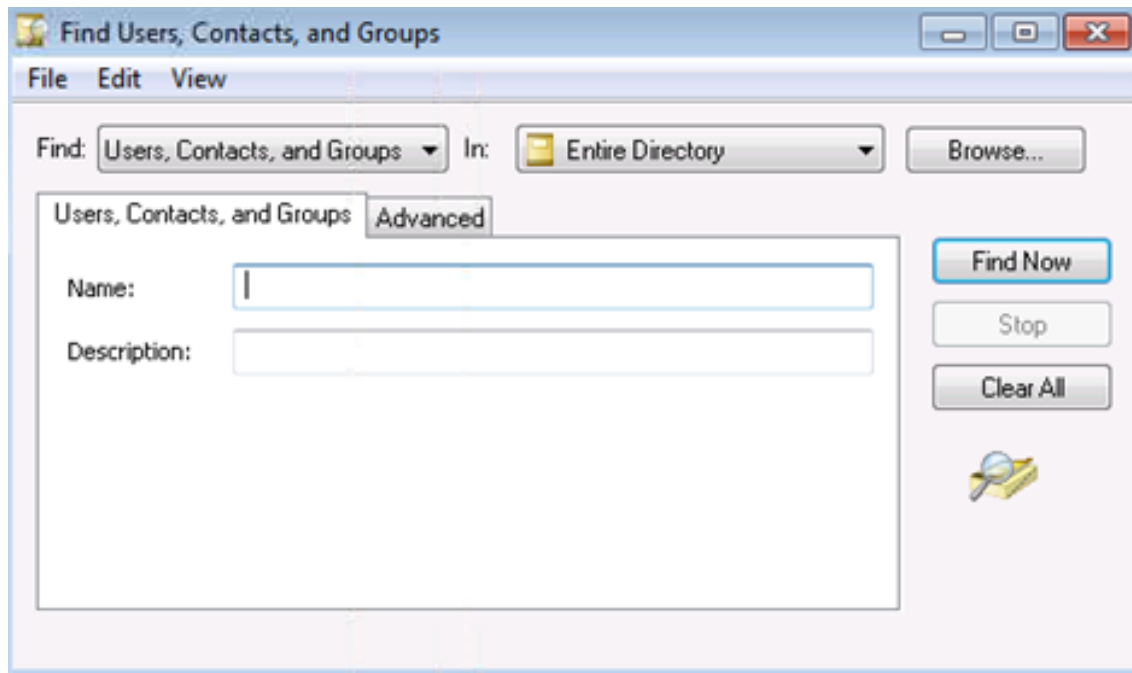 Find Users, Contacts, and Groups
File Edit View
Find: Users, Contacts, and Groups In: Entire Directory Browse...
Users, Contacts, and Groups Advanced
Find Now
Name:
Stop
Description:
Clear All